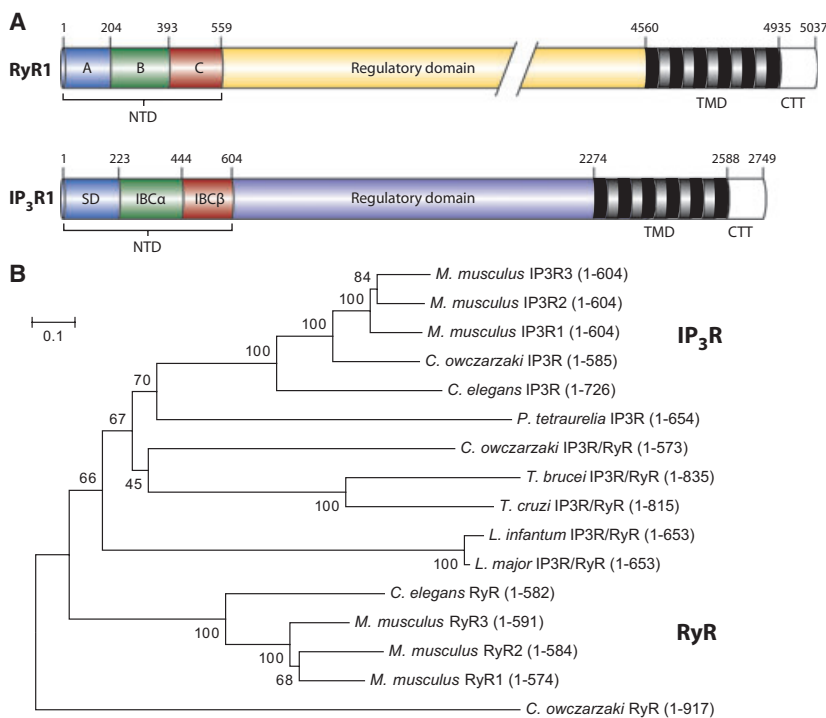 A
1 204 393 559 4560 4935 5037
RyR1 A B C Regulatory domain
NTD TMD CTT
1 223 444 604 2274 2588 2749
IP₃R1 SD IBCα IBCβ Regulatory domain
NTD TMD CTT
B
0.1
84 M. musculus IP3R3 (1-604)
100 M. musculus IP3R2 (1-604)
100 M. musculus IP3R1 (1-604)
IP₃R
100 C. owczarzaki IP3R (1-585)
70 C. elegans IP3R (1-726)
67 P. tetraurelia IP3R (1-654)
C. owczarzaki IP3R/RyR (1-573)
66 45 T. brucei IP3R/RyR (1-835)
100 T. cruzi IP3R/RyR (1-815)
L. infantum IP3R/RyR (1-653)
100 L. major IP3R/RyR (1-653)
C. elegans RyR (1-582)
100 M. musculus RyR3 (1-591)
RyR
100 M. musculus RyR2 (1-584)
68 M. musculus RyR1 (1-574)
C. owczarzaki RyR (1-917)